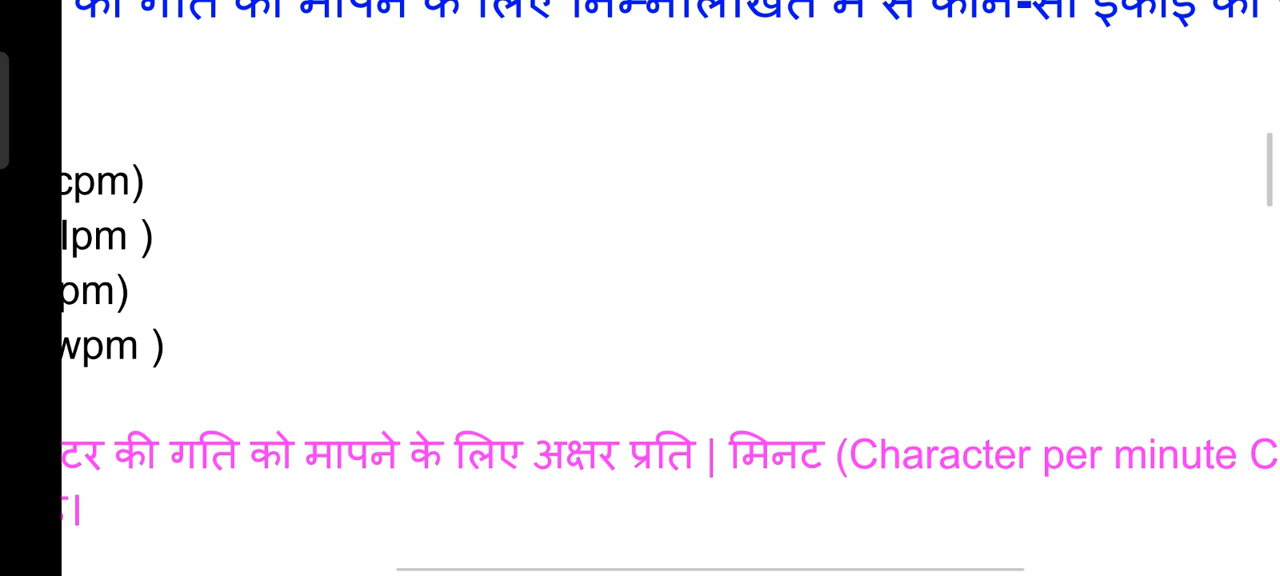 की गति को मापने के लिए निम्नलिखित में से कौन-सी इकाई का
cpm)
lpm )
pm)
wpm )
टर की गति को मापने के लिए अक्षर प्रति | मिनट (Character per minute C